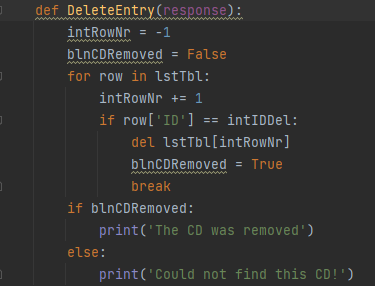 def DeleteEntry(response):
    intRowNr = -1
    blnCDRemoved = False
    for row in lstTbl:
        intRowNr += 1
        if row['ID'] == intIDDel:
            del lstTbl[intRowNr]
            blnCDRemoved = True
            break
    if blnCDRemoved:
        print('The CD was removed')
    else:
        print('Could not find this CD!')